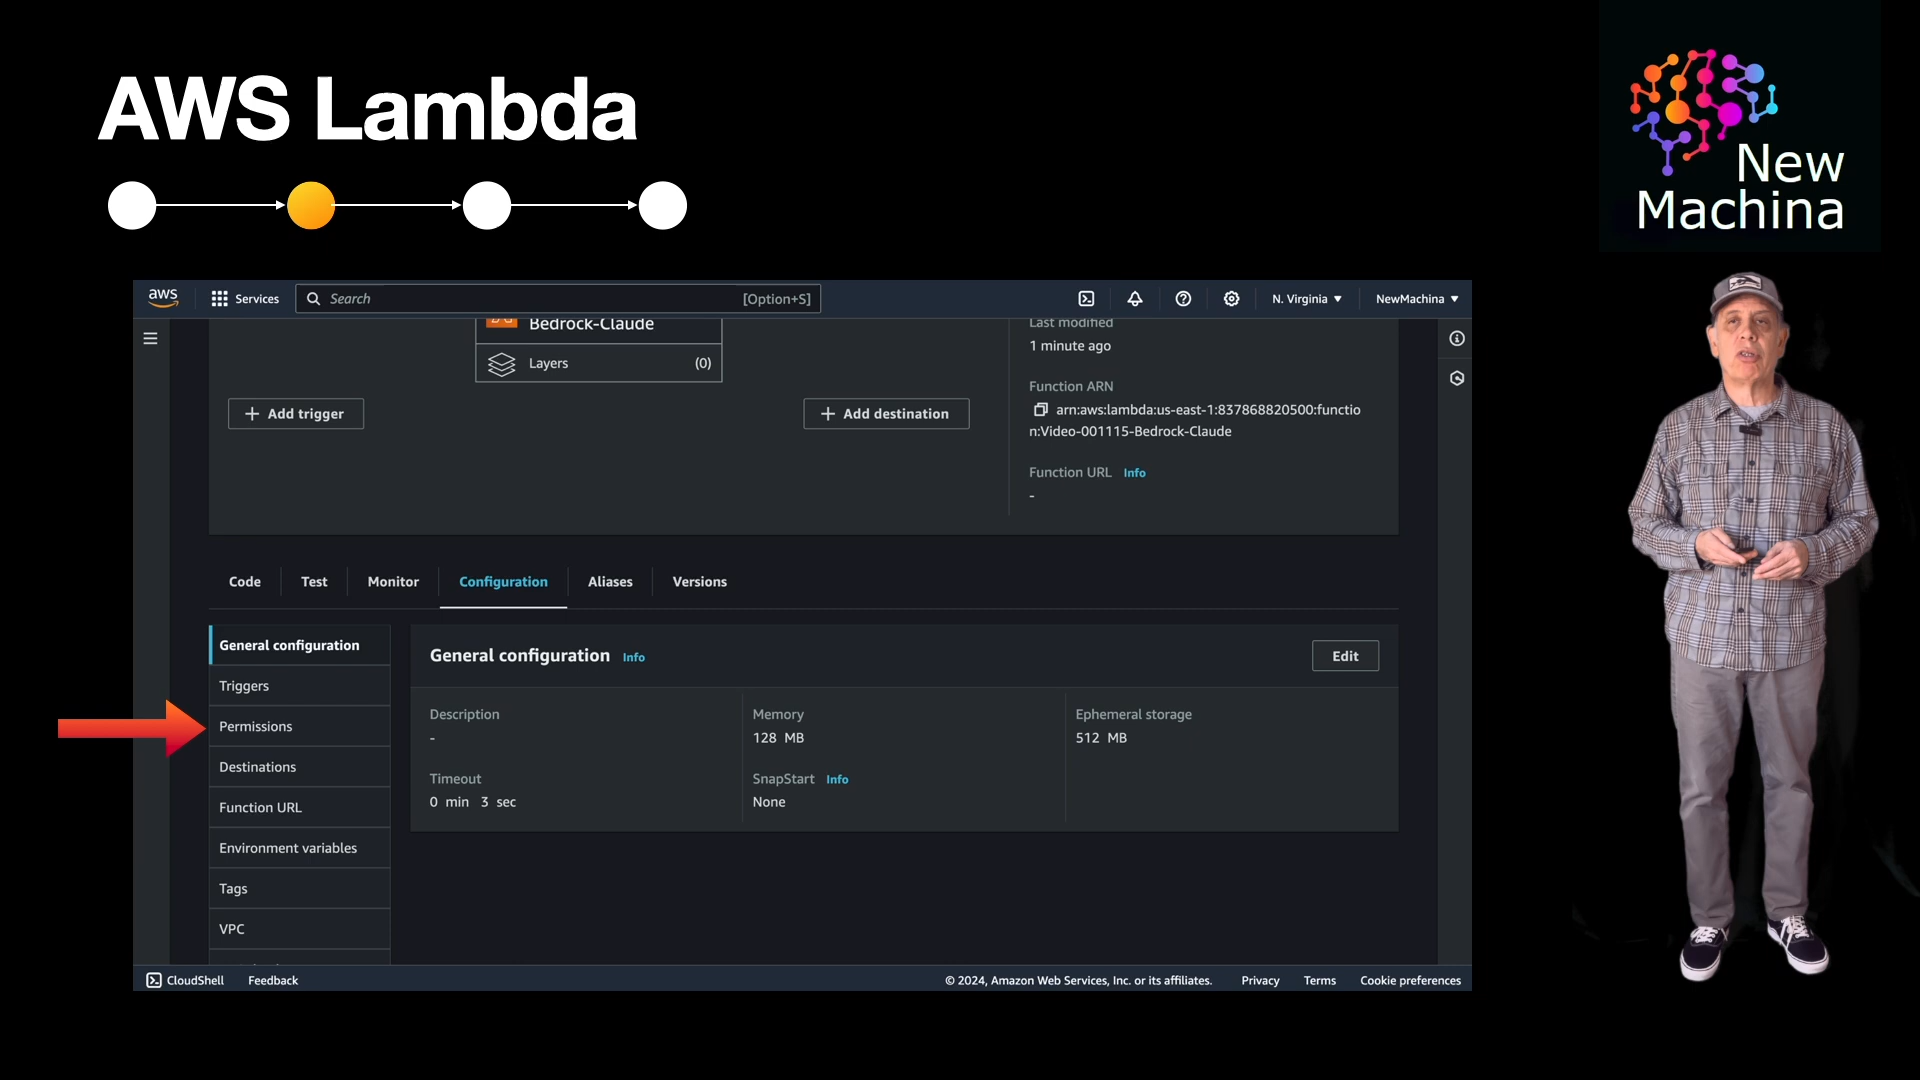 AWS Lambda
New
Machina
aws
Services
Search
[Option+S]
N. Virginia
NewMachina
Bedrock-Claude
Layers
(0)
Add trigger
Add destination
Last modified
1 minute ago
Function ARN
arn:aws:lambda:us-east-1:837868820500:functio
n:Video-001115-Bedrock-Claude
Function URL Info
-
Code
Test
Monitor
Configuration
Aliases
Versions
General configuration
Triggers
Permissions
Destinations
Function URL
Environment variables
Tags
VPC
General configuration Info
Edit
Description
-
Memory
128 MB
Ephemeral storage
512 MB
Timeout
0 min 3 sec
SnapStart Info
None
CloudShell
Feedback
© 2024, Amazon Web Services, Inc. or its affiliates.
Privacy
Terms
Cookie preferences